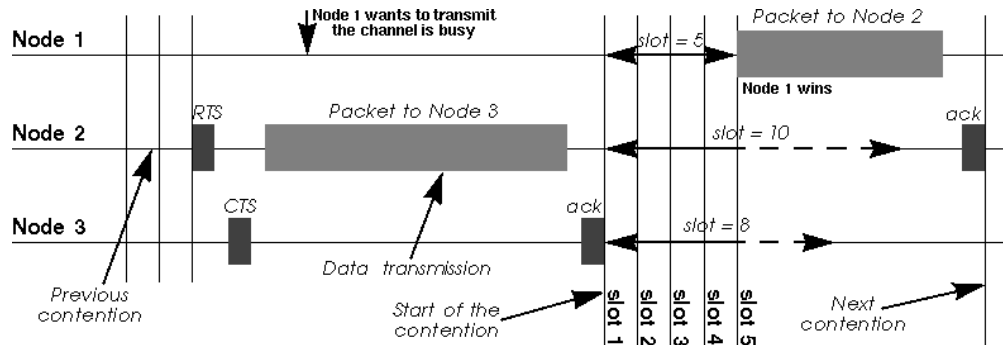 Node 1 wants to transmit
the channel is busy
Packet to Node 2
Node 1
slot = 5
Node 1 wins
RTS
Packet to Node 3
ack
Node 2
slot = 10
CTS
ack
Node 3
slot = 8
Data transmission
Previous
contention
Start of the
contention
slot 1
slot 2
slot 3
slot 4
slot 5
Next
contention